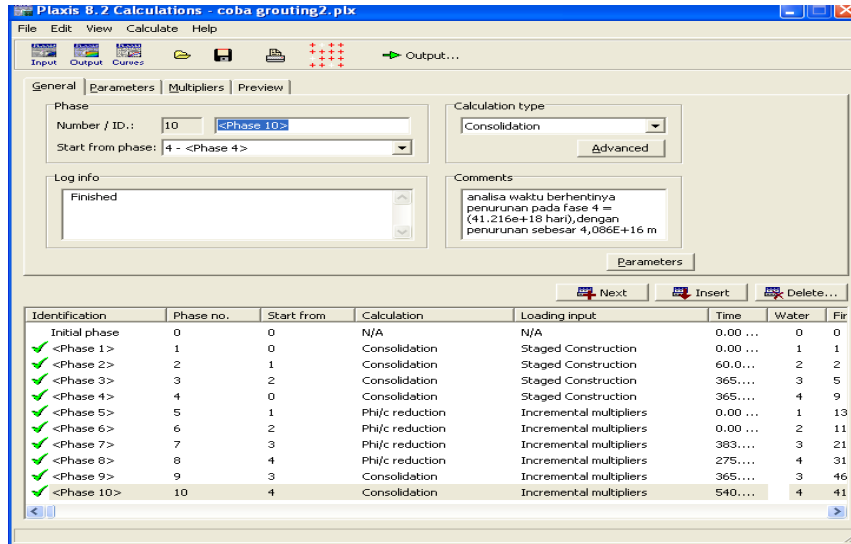 Plaxis 8.2 Calculations - coba grouting2.plx
File Edit View Calculate Help
Input Output Curves Output...
General Parameters Multipliers Preview
Phase
Number / ID.: 10 <Phase 10>
Start from phase: 4 - <Phase 4>
Calculation type
Consolidation
Advanced
Log info
Finished
Comments
analisa waktu berhentinya
penurunan pada fase 4 =
(41.216e+18 hari),dengan
penurunan sebesar 4,086E+16 m
Parameters
Next Insert Delete...
Identification Phase no. Start from Calculation Loading input Time Water Fir
Initial phase 0 0 N/A N/A 0.00 ... 0 0
<Phase 1> 1 0 Consolidation Staged Construction 0.00 ... 1 1
<Phase 2> 2 1 Consolidation Staged Construction 60.0... 2 2
<Phase 3> 3 2 Consolidation Staged Construction 365.... 3 5
<Phase 4> 4 0 Consolidation Staged Construction 365.... 4 9
<Phase 5> 5 1 Phi/c reduction Incremental multipliers 0.00 ... 1 13
<Phase 6> 6 2 Phi/c reduction Incremental multipliers 0.00 ... 2 11
<Phase 7> 7 3 Phi/c reduction Incremental multipliers 383.... 3 21
<Phase 8> 8 4 Phi/c reduction Incremental multipliers 275.... 4 31
<Phase 9> 9 3 Consolidation Incremental multipliers 365.... 3 46
<Phase 10> 10 4 Consolidation Incremental multipliers 540.... 4 41